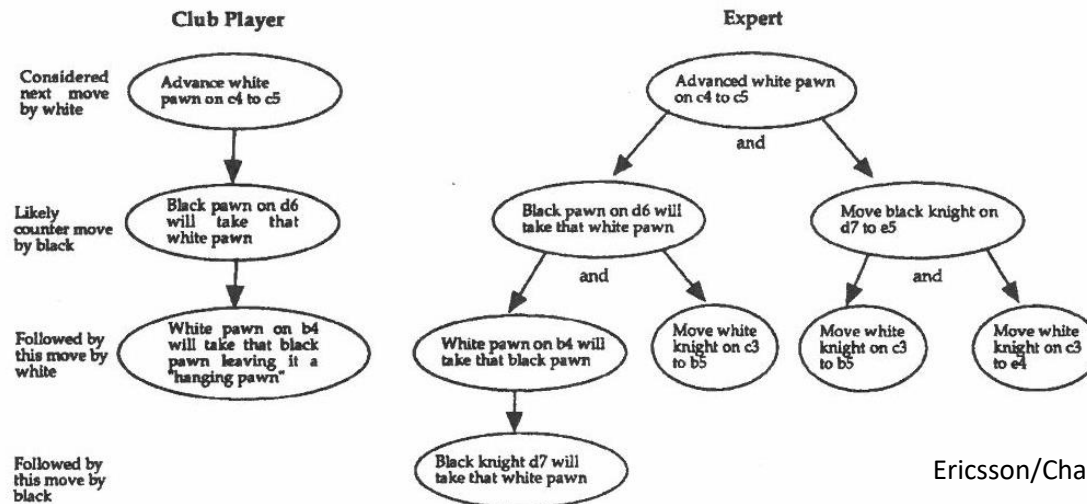 Club Player
Expert
Considered
next move
by white
Advance white
pawn on c4 to c5
Advanced white pawn
on c4 to c5
and
Likely
counter move
by black
Black pawn on d6
will take that
white pawn
Black pawn on d6 will
take that white pawn
Move black knight on
d7 to e5
and
and
Followed by
this move by
white
White pawn on b4
will take that black
pawn leaving it a
"hanging pawn"
White pawn on b4 will
take that black pawn
Move white
knight on c3
to b5
Move white
knight on c3
to b5
Move white
knight on c3
to e4
Followed by
this move by
black
Black knight d7 will
take that white pawn
Ericsson/Cha